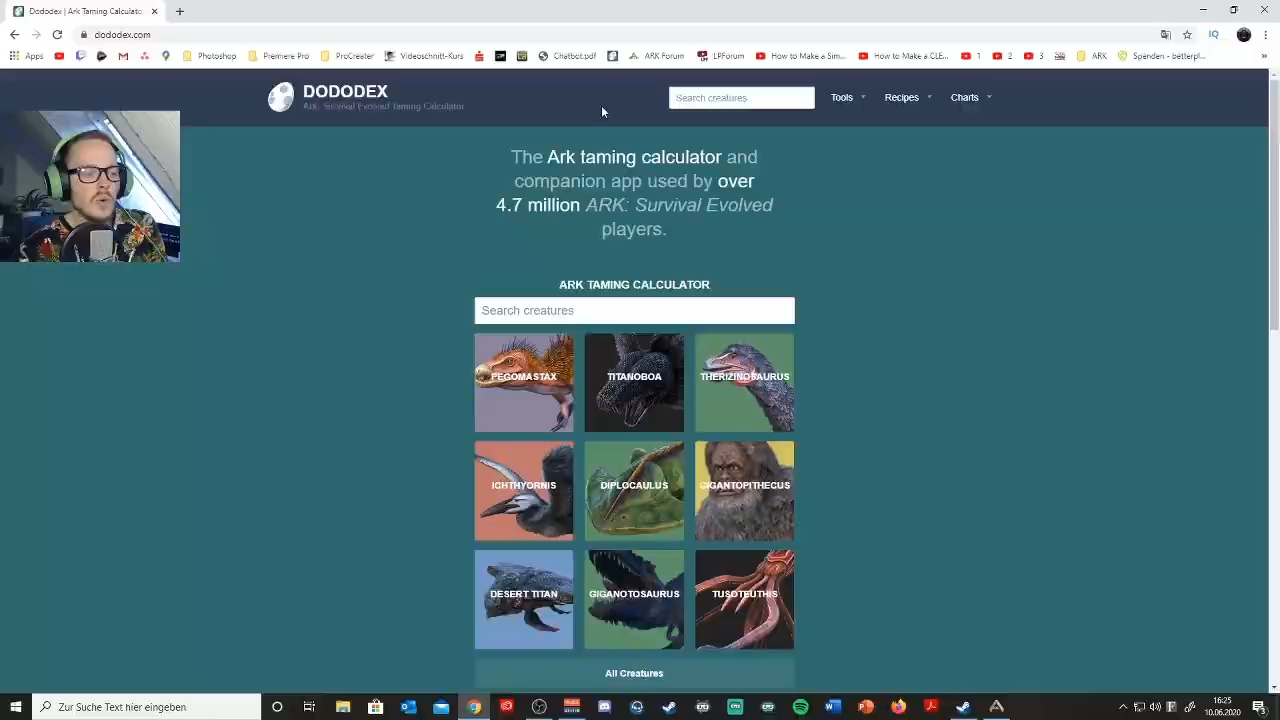 Dododex | Ark Taming Calculato
dododex.com
Apps
Photoshop
Premiere Pro
ProCreater
Videoschnitt-Kurs
Chatbot.pdf
ARK Forum
LPForum
How to Make a Sim...
How to Make a CLE...
1
2
3
ARK
Spenden - betterpl...
DODODEX
Ark: Survival Evolved Taming Calculator
Search creatures
Tools
Recipes
Charts
The Ark taming calculator and
companion app used by over
4.7 million ARK: Survival Evolved
players.
ARK TAMING CALCULATOR
Search creatures
PEGOMASTAX
TITANOBOA
THERIZINOSAURUS
ICHTHYORNIS
DIPLOCAULUS
GIGANTOPITHECUS
DESERT TITAN
GIGANOTOSAURUS
TUSOTEUTHIS
All Creatures
Zur Suche Text hier eingeben
16:25
10.06.2020